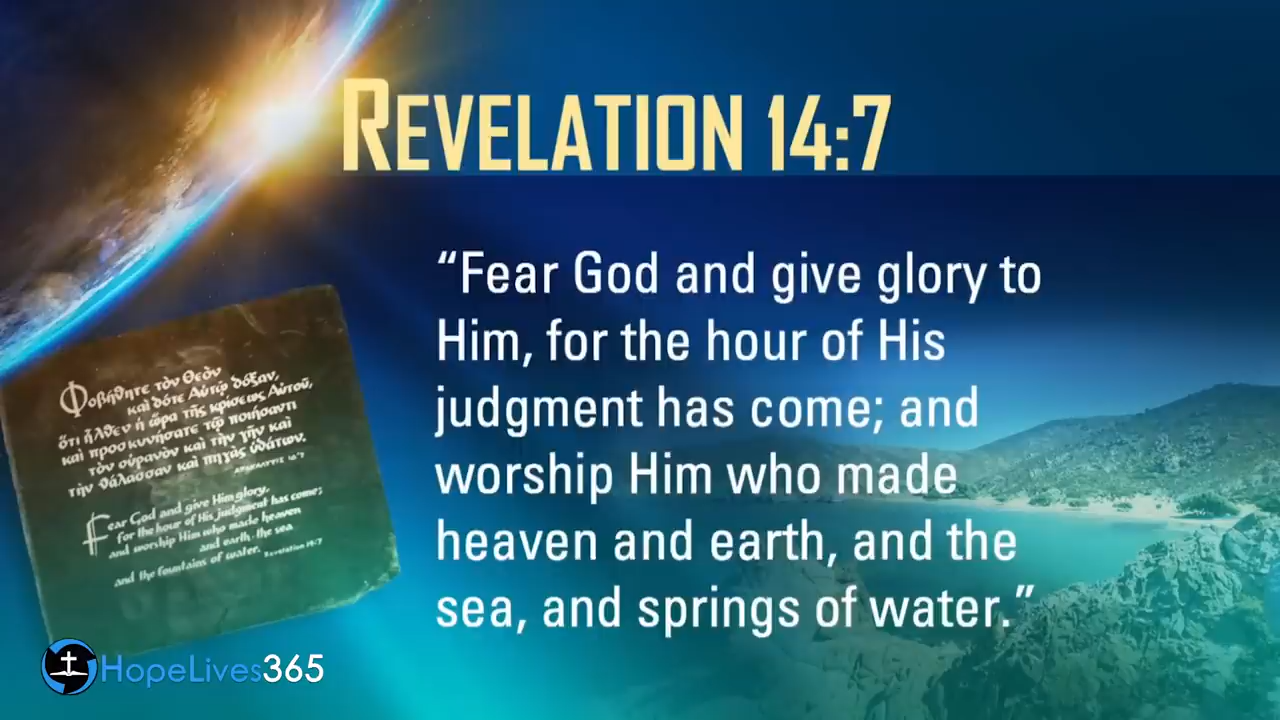 REVELATION 14:7
“Fear God and give glory to
Him, for the hour of His
judgment has come; and
worship Him who made
heaven and earth, and the
sea, and springs of water.”
Φοβήθητε τὸν Θεὸν
καὶ δότε Αὐτῷ δόξαν,
ὅτι ἦλθεν ἡ ὥρα τῆς κρίσεως Αὐτοῦ,
καὶ προσκυνήσατε τῷ ποιήσαντι
τὸν οὐρανὸν καὶ τὴν γῆν καὶ
τὴν θάλασσαν καὶ πηγὰς ὑδάτων.
Fear God and give Him glory,
for the hour of His judgment has come;
and worship Him who made heaven
and earth, the sea
and the fountains of water. Revelation 14:7
HopeLives365